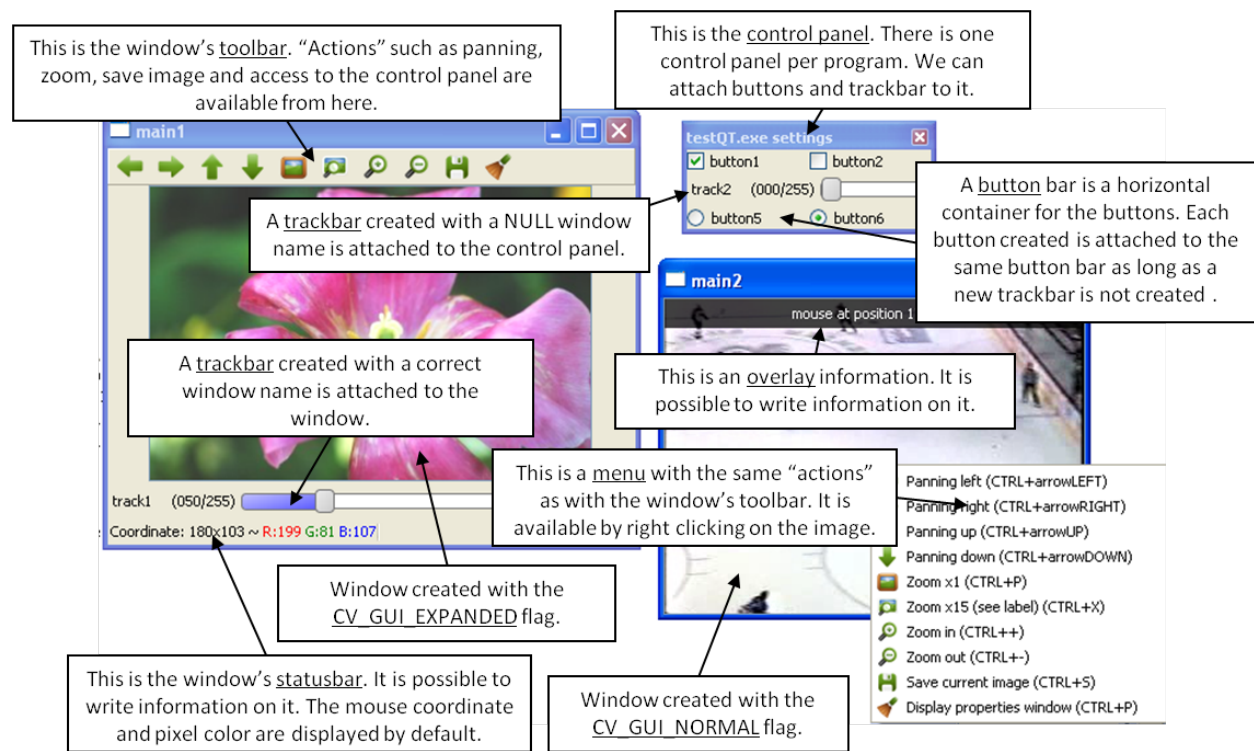 This is the window’s toolbar. “Actions” such as panning,
zoom, save image and access to the control panel are
available from here.
This is the control panel. There is one
control panel per program. We can
attach buttons and trackbar to it.
main1
testQT.exe settings
button1
button2
track2 (000/255)
button5
button6
A trackbar created with a NULL window
name is attached to the control panel.
A button bar is a horizontal
container for the buttons. Each
button created is attached to the
same button bar as long as a
new trackbar is not created .
main2
mouse at position 1
A trackbar created with a correct
window name is attached to the
window.
This is an overlay information. It is
possible to write information on it.
This is a menu with the same “actions”
as with the window’s toolbar. It is
available by right clicking on the image.
track1 (050/255)
Coordinate: 180x103 ~ R:199 G:81 B:107
Panning left (CTRL+arrowLEFT)
Panning right (CTRL+arrowRIGHT)
Panning up (CTRL+arrowUP)
Panning down (CTRL+arrowDOWN)
Zoom x1 (CTRL+P)
Zoom x15 (see label) (CTRL+X)
Zoom in (CTRL++)
Zoom out (CTRL+-)
Save current image (CTRL+S)
Display properties window (CTRL+P)
Window created with the
CV_GUI_EXPANDED flag.
This is the window’s statusbar. It is possible to
write information on it. The mouse coordinate
and pixel color are displayed by default.
Window created with the
CV_GUI_NORMAL flag.